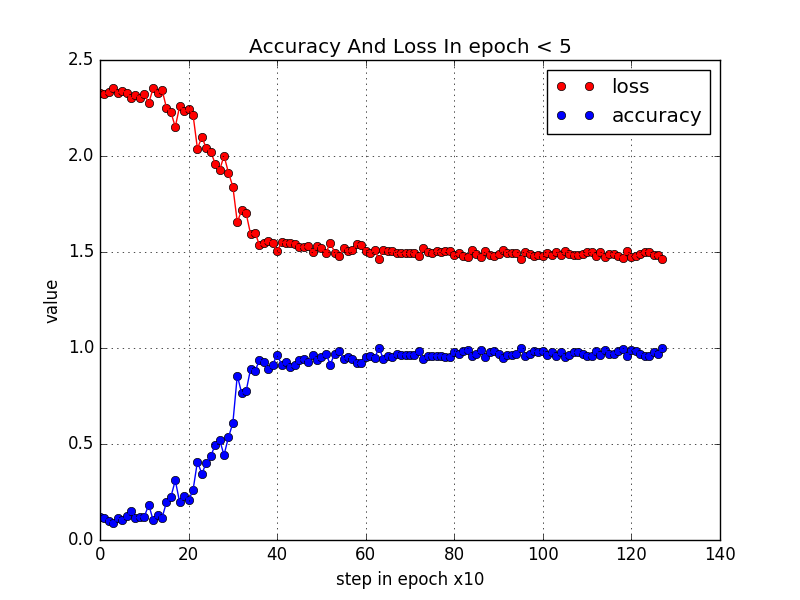 Accuracy And Loss In epoch < 5
loss
accuracy
2.5
2.0
1.5
1.0
0.5
0.0
value
0 20 40 60 80 100 120 140
step in epoch x10